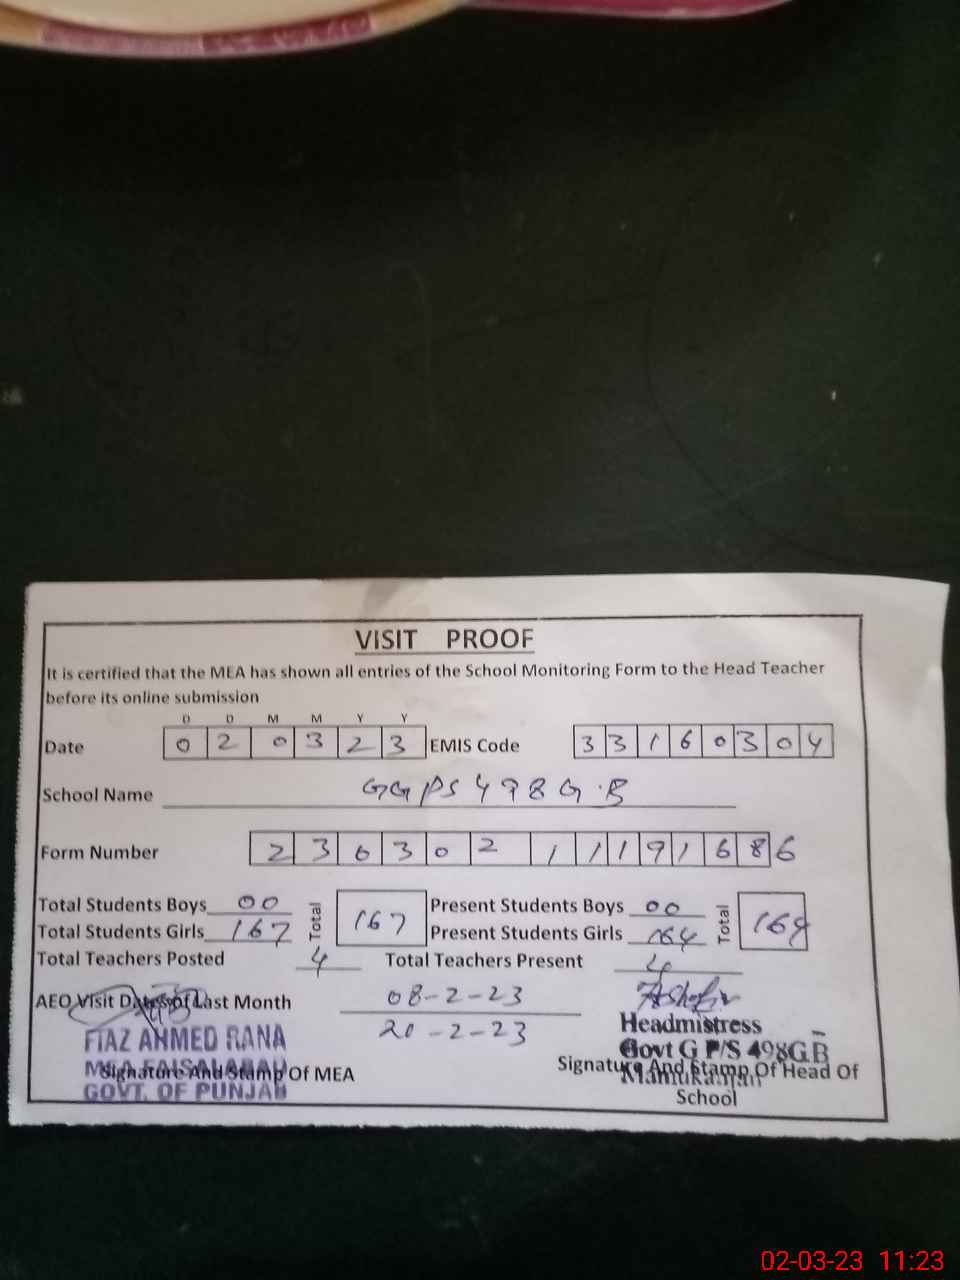 VISIT PROOF
It is certified that the MEA has shown all entries of the School Monitoring Form to the Head Teacher
before its online submission
D D M M Y Y
Date 0 2 0 3 2 3 EMIS Code 3 3 1 6 0 3 0 4
School Name GGPS 498 G.B
Form Number 2 3 0 3 0 2 1 1 1 9 1 6 8 6
Total Students Boys 00 Total 167 Present Students Boys 00 Total 164
Total Students Girls 167 Present Students Girls 164
Total Teachers Posted 4 Total Teachers Present 4
AEO Visit Dates of Last Month 08-2-23
20-2-23
FIAZ AHMED RANA
MEA FAISALABAD
GOVT. OF PUNJAB
Signature And Stamp Of MEA
Headmistress
Govt G P/S 498GB
Signature And Stamp Of Head Of
School
02-03-23 11:23